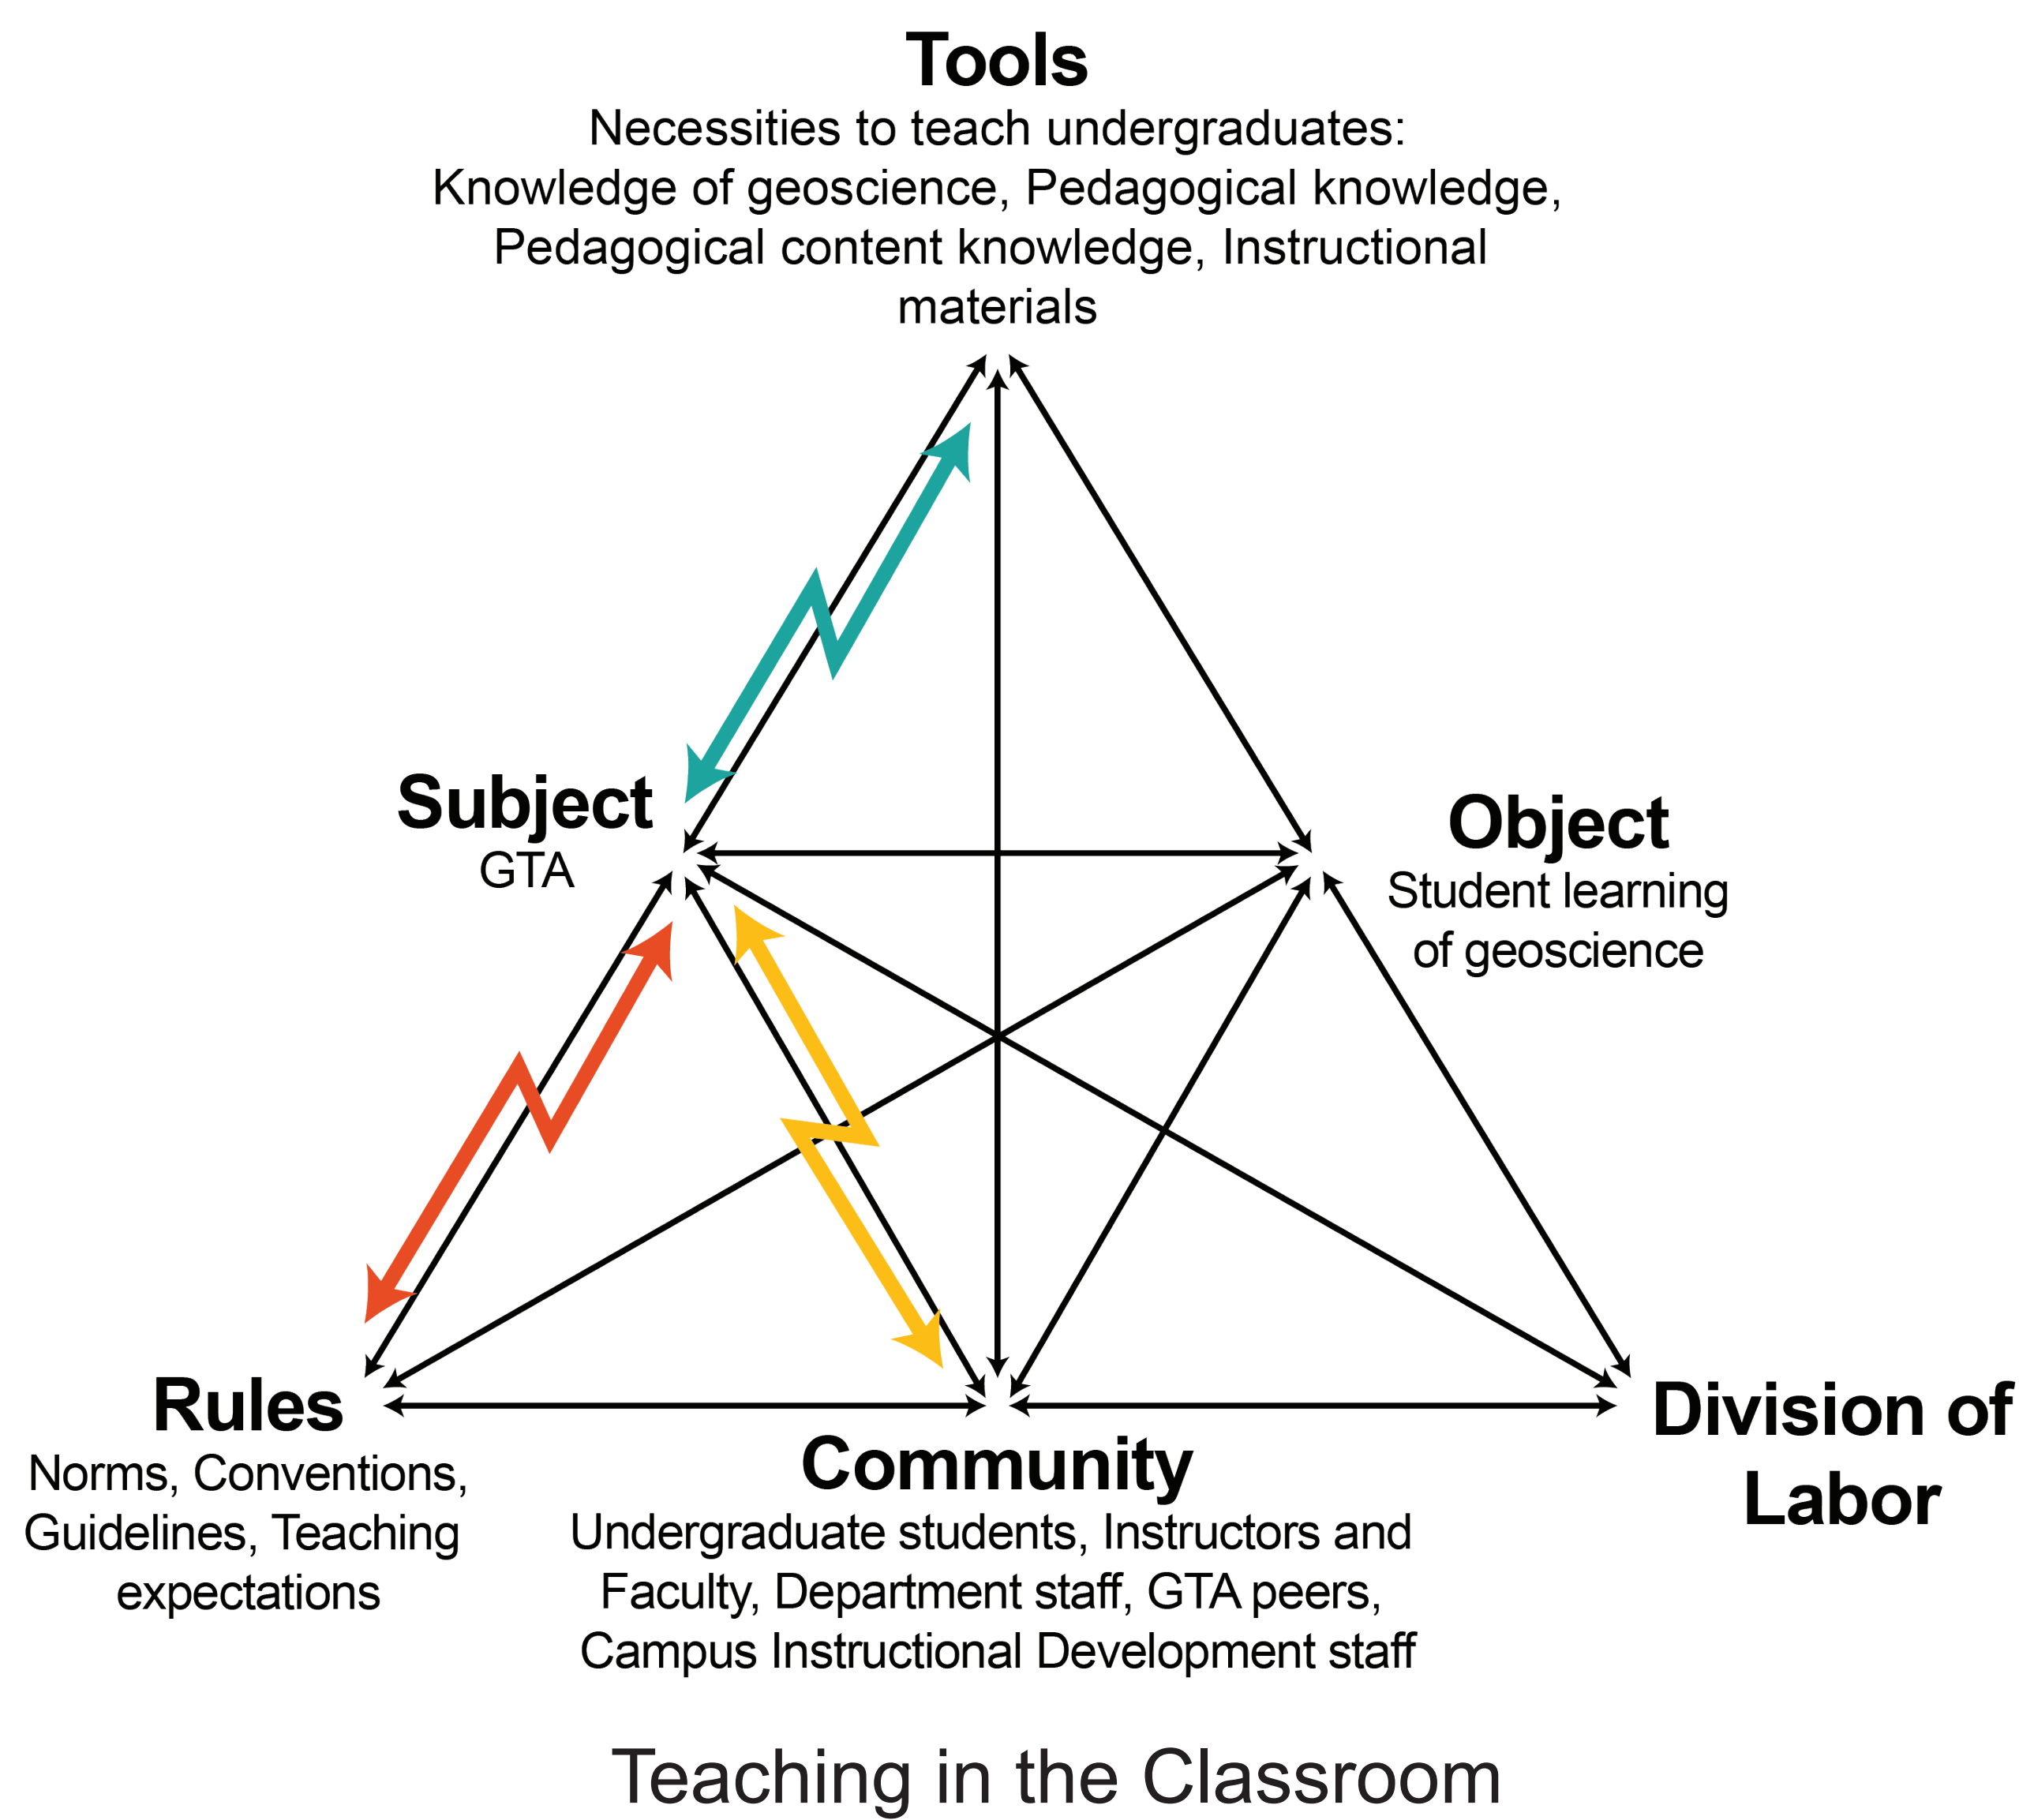 Tools
Necessities to teach undergraduates:
Knowledge of geoscience, Pedagogical knowledge,
Pedagogical content knowledge, Instructional
materials
Subject
GTA
Object
Student learning
of geoscience
Rules
Norms, Conventions,
Guidelines, Teaching
expectations
Community
Undergraduate students, Instructors and
Faculty, Department staff, GTA peers,
Campus Instructional Development staff
Division of
Labor
Teaching in the Classroom